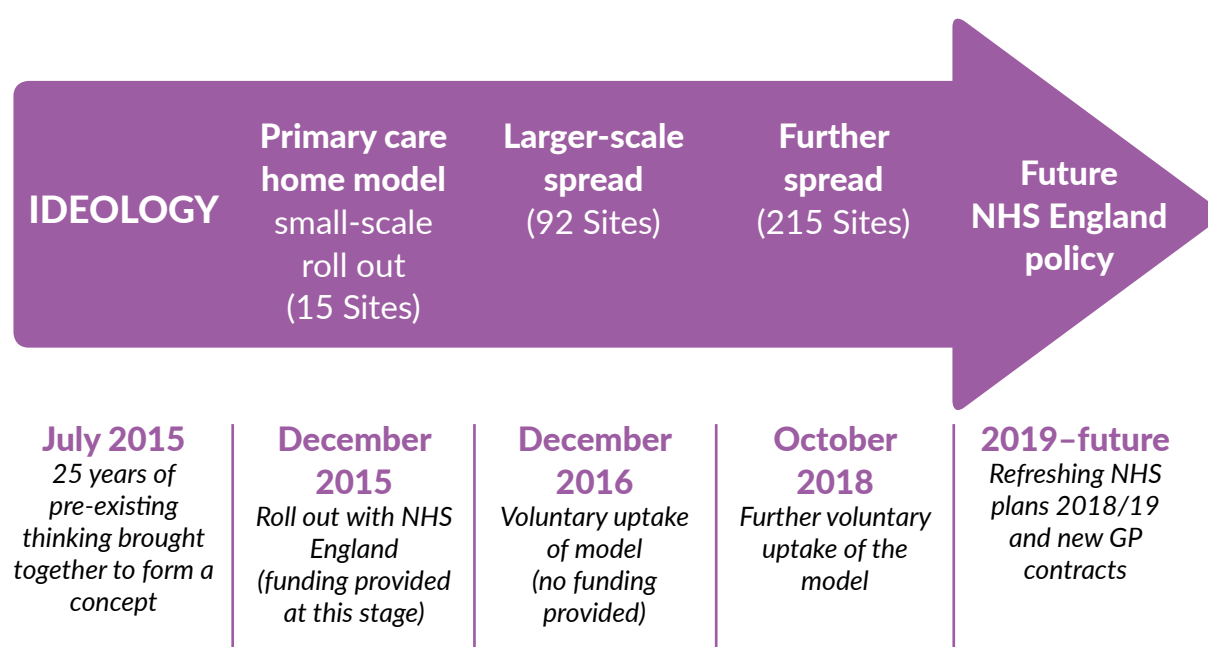 IDEOLOGY
Primary care
home model
small-scale
roll out
(15 Sites)
Larger-scale
spread
(92 Sites)
Further
spread
(215 Sites)
Future
NHS England
policy
July 2015
25 years of
pre-existing
thinking brought
together to form a
concept
December
2015
Roll out with NHS
England
(funding provided
at this stage)
December
2016
Voluntary uptake
of model
(no funding
provided)
October
2018
Further voluntary
uptake of the
model
2019–future
Refreshing NHS
plans 2018/19
and new GP
contracts